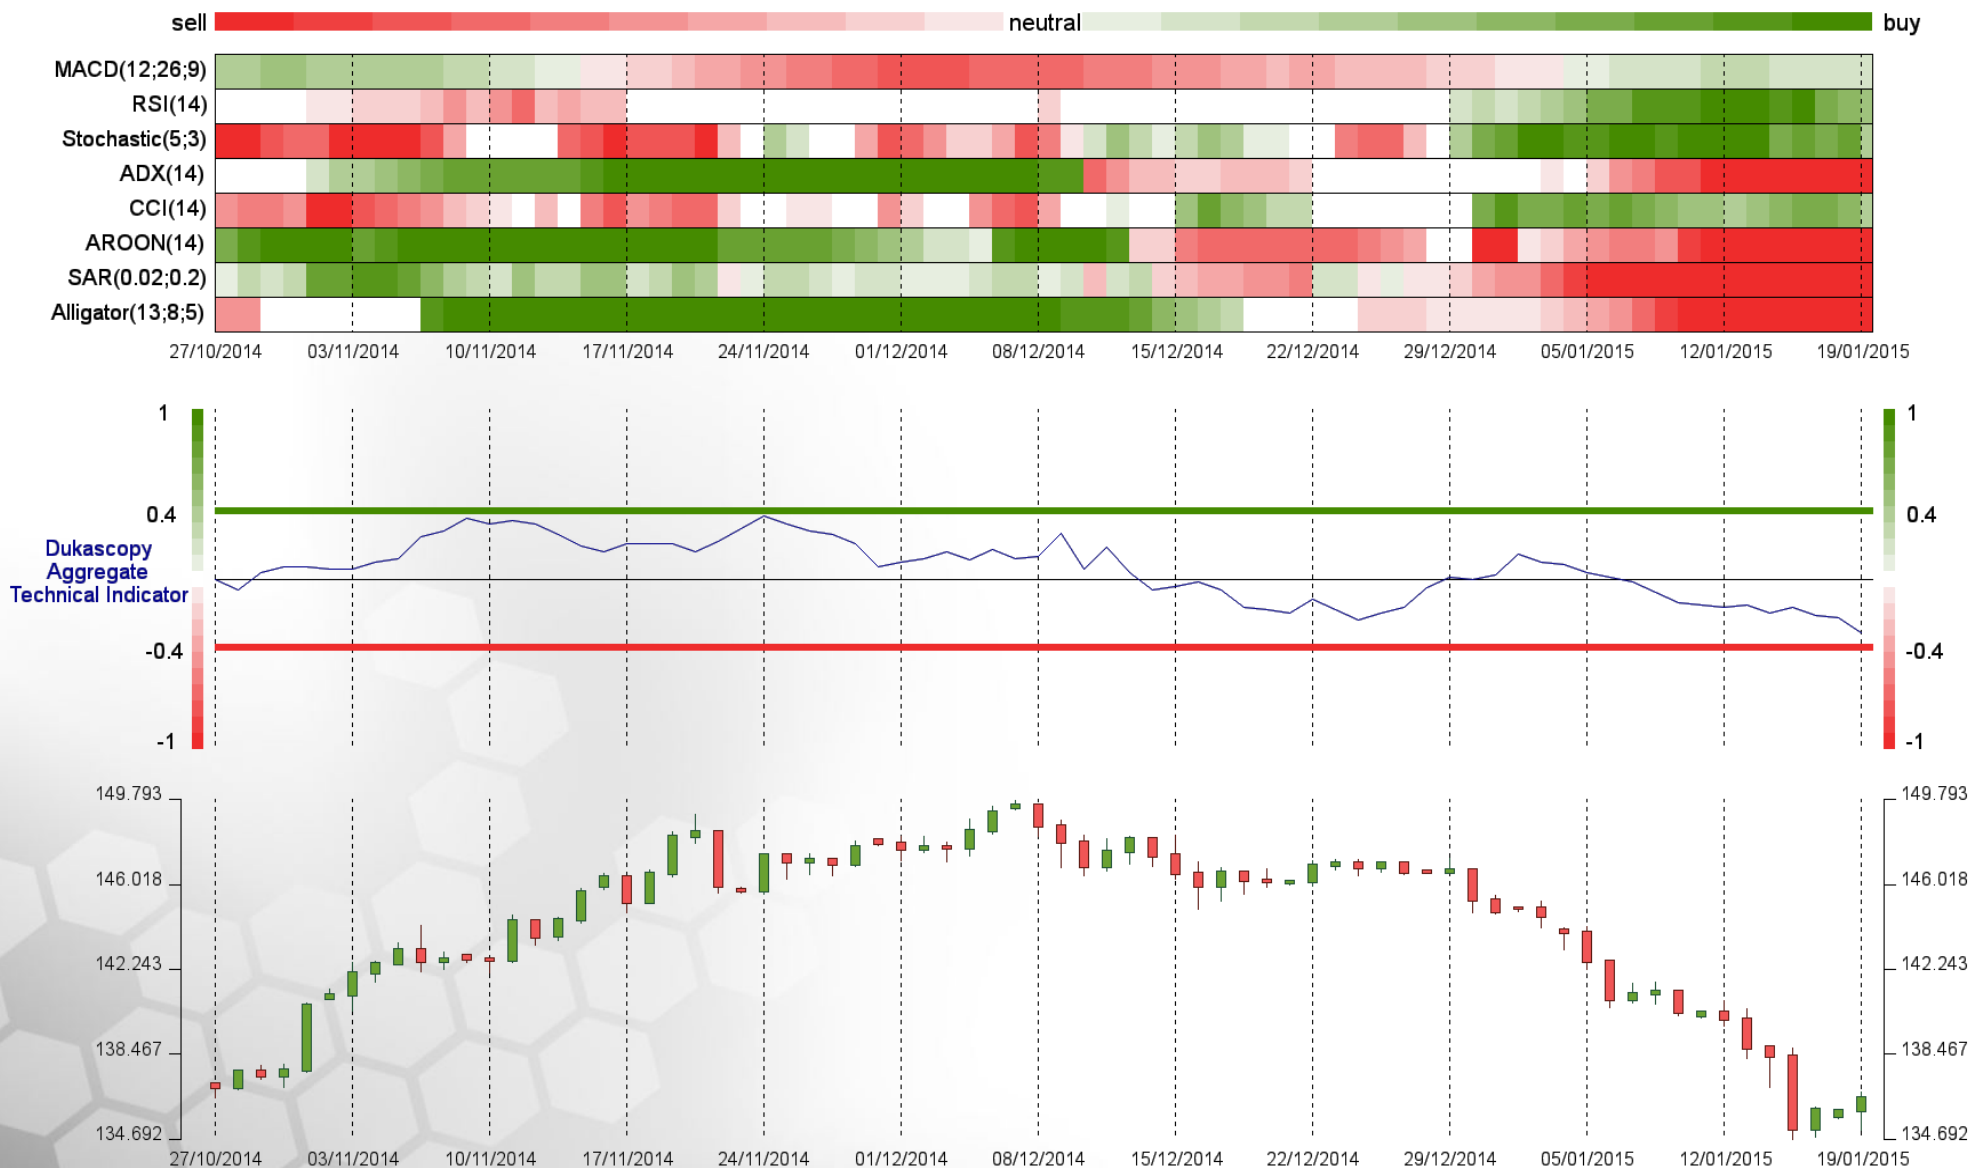 sell neutral buy
MACD(12;26;9)
RSI(14)
Stochastic(5;3)
ADX(14)
CCI(14)
AROON(14)
SAR(0.02;0.2)
Alligator(13;8;5)
27/10/2014 03/11/2014 10/11/2014 17/11/2014 24/11/2014 01/12/2014 08/12/2014 15/12/2014 22/12/2014 29/12/2014 05/01/2015 12/01/2015 19/01/2015
1 1
0.4 0.4
Dukascopy
Aggregate
Technical Indicator
-0.4 -0.4
-1 -1
149.793 149.793
146.018 146.018
142.243 142.243
138.467 138.467
134.692 134.692
27/10/2014 03/11/2014 10/11/2014 17/11/2014 24/11/2014 01/12/2014 08/12/2014 15/12/2014 22/12/2014 29/12/2014 05/01/2015 12/01/2015 19/01/2015